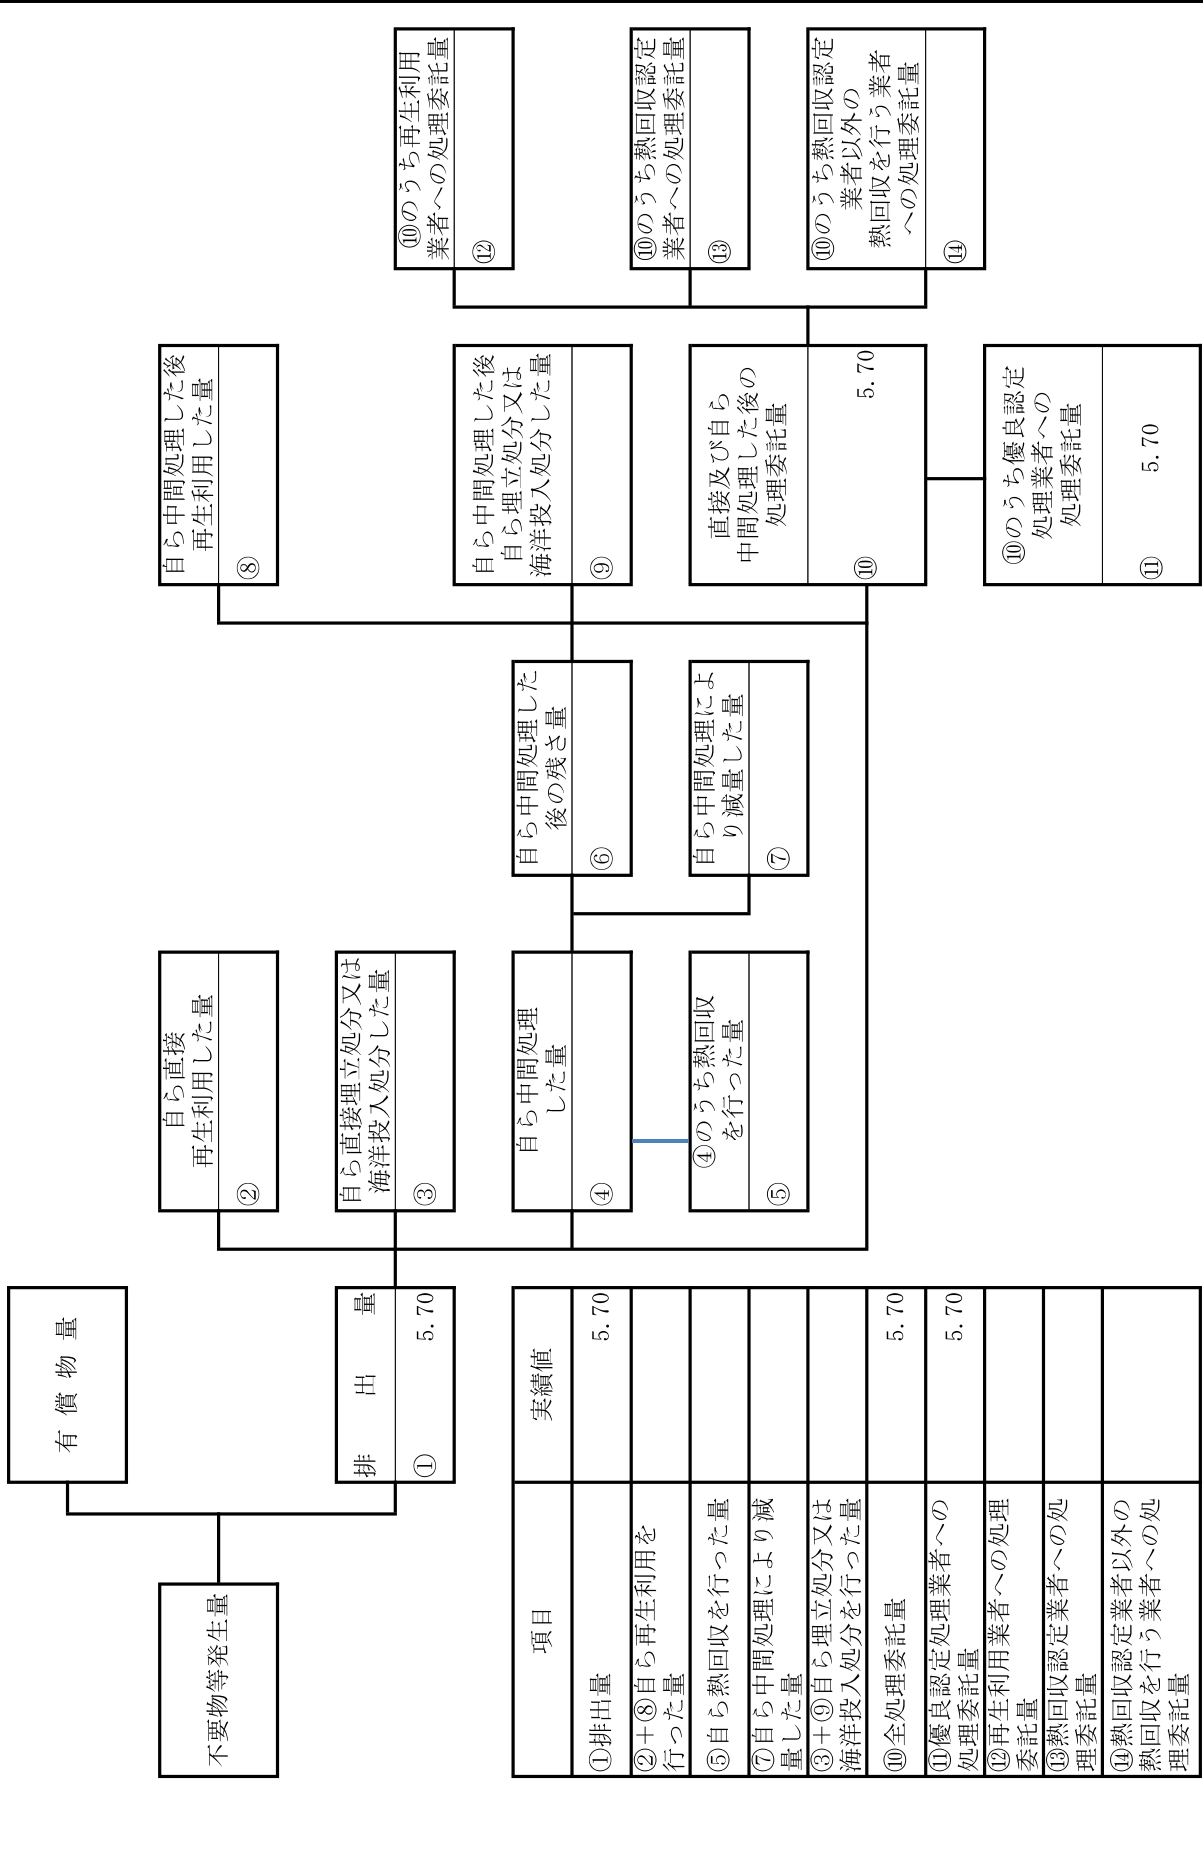 不要物等発生量
有償物量
排出量
① 5.70
自ら直接
再生利用した量
②
自ら直接埋立処分又は
海洋投入処分した量
③
自ら中間処理
した量
④
④のうち熱回収
を行った量
⑤
自ら中間処理した
後の残さ量
⑥
自ら中間処理によ
り減量した量
⑦
自ら中間処理した後
再生利用した量
⑧
自ら中間処理した後
自ら埋立処分又は
海洋投入処分した量
⑨
直接及び自ら
中間処理した後の
処理委託量
⑩ 5.70
⑩のうち優良認定
処理業者への
処理委託量
⑪ 5.70
⑩のうち再生利用
業者への処理委託量
⑫
⑩のうち熱回収認定
業者への処理委託量
⑬
⑩のうち熱回収認定
業者以外の
熱回収を行う業者
への処理委託量
⑭
項目 実績値
①排出量 5.70
②＋⑧自ら再生利用を
行った量
⑤自ら熱回収を行った量
⑦自ら中間処理により減
量した量
③＋⑨自ら埋立処分又は
海洋投入処分を行った量
⑩全処理委託量 5.70
⑪優良認定処理業者への
処理委託量 5.70
⑫再生利用業者への処理
委託量
⑬熱回収認定業者への処
理委託量
⑭熱回収認定業者以外の
熱回収を行う業者への処
理委託量